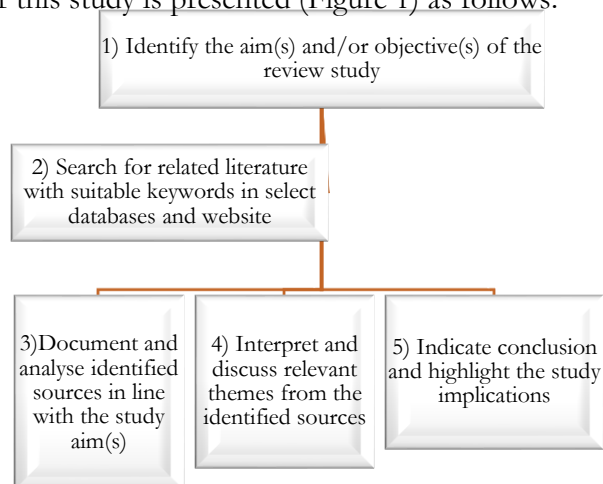 this study is presented (Figure 1) as follows:
1) Identify the aim(s) and/or objective(s) of the
review study
2) Search for related literature
with suitable keywords in select
databases and website
3)Document and
analyse identified
sources in line
with the study
aim(s)
4) Interpret and
discuss relevant
themes from the
identified sources
5) Indicate conclusion
and highlight the study
implications